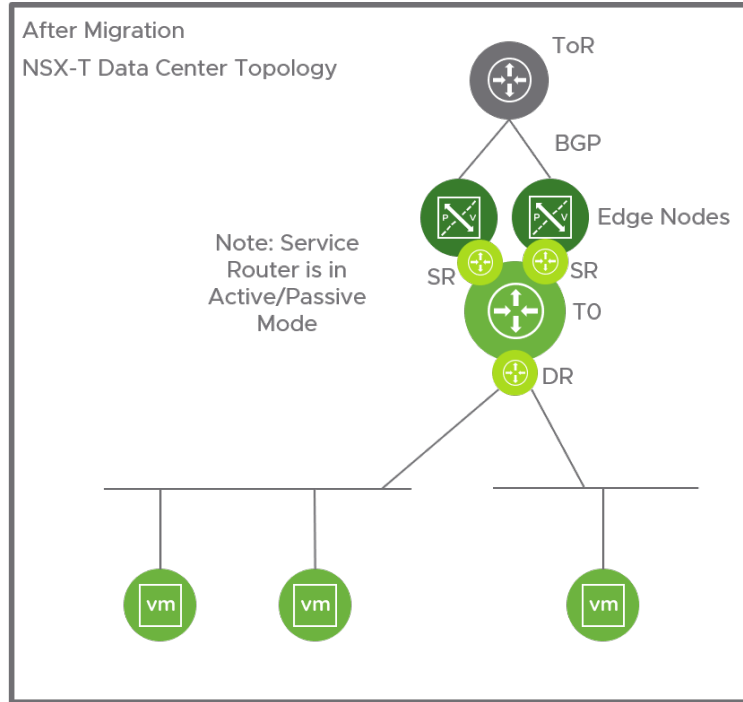 After Migration
NSX-T Data Center Topology
ToR
BGP
P V
P V
Edge Nodes
Note: Service
Router is in
Active/Passive
Mode
SR
SR
T0
DR
vm
vm
vm